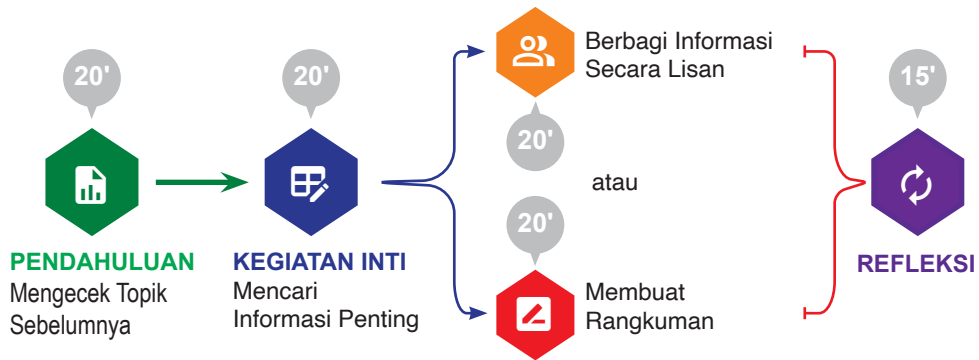 20'
PENDAHULUAN
Mengecek Topik
Sebelumnya
20'
KEGIATAN INTI
Mencari
Informasi Penting
Berbagi Informasi
Secara Lisan
20'
atau
20'
Membuat
Rangkuman
15'
REFLEKSI